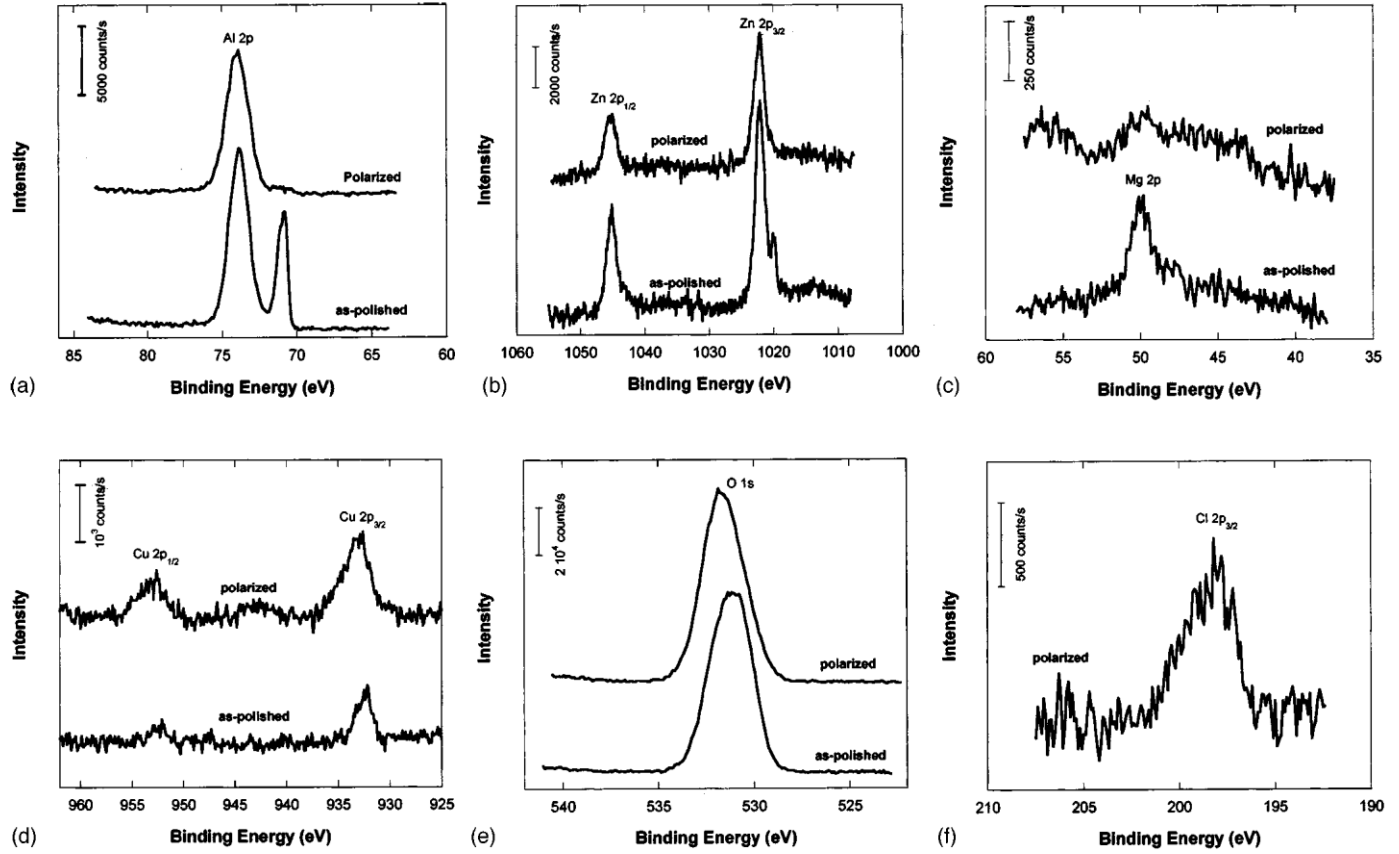 5000 counts/s
Al 2p
Polarized
as-polished
Intensity
85 80 75 70 65 60
Binding Energy (eV)
(a)
2000 counts/s
Zn 2p3/2
Zn 2p1/2
polarized
as-polished
Intensity
1060 1050 1040 1030 1020 1010 1000
Binding Energy (eV)
(b)
250 counts/s
polarized
Mg 2p
as-polished
Intensity
60 55 50 45 40 35
Binding Energy (eV)
(c)
10³ counts/s
Cu 2p3/2
Cu 2p1/2
polarized
as-polished
Intensity
960 955 950 945 940 935 930 925
Binding Energy (eV)
(d)
2 10⁴ counts/s
O 1s
polarized
as-polished
Intensity
540 535 530 525
Binding Energy (eV)
(e)
500 counts/s
Cl 2p3/2
polarized
Intensity
210 205 200 195 190
Binding Energy (eV)
(f)